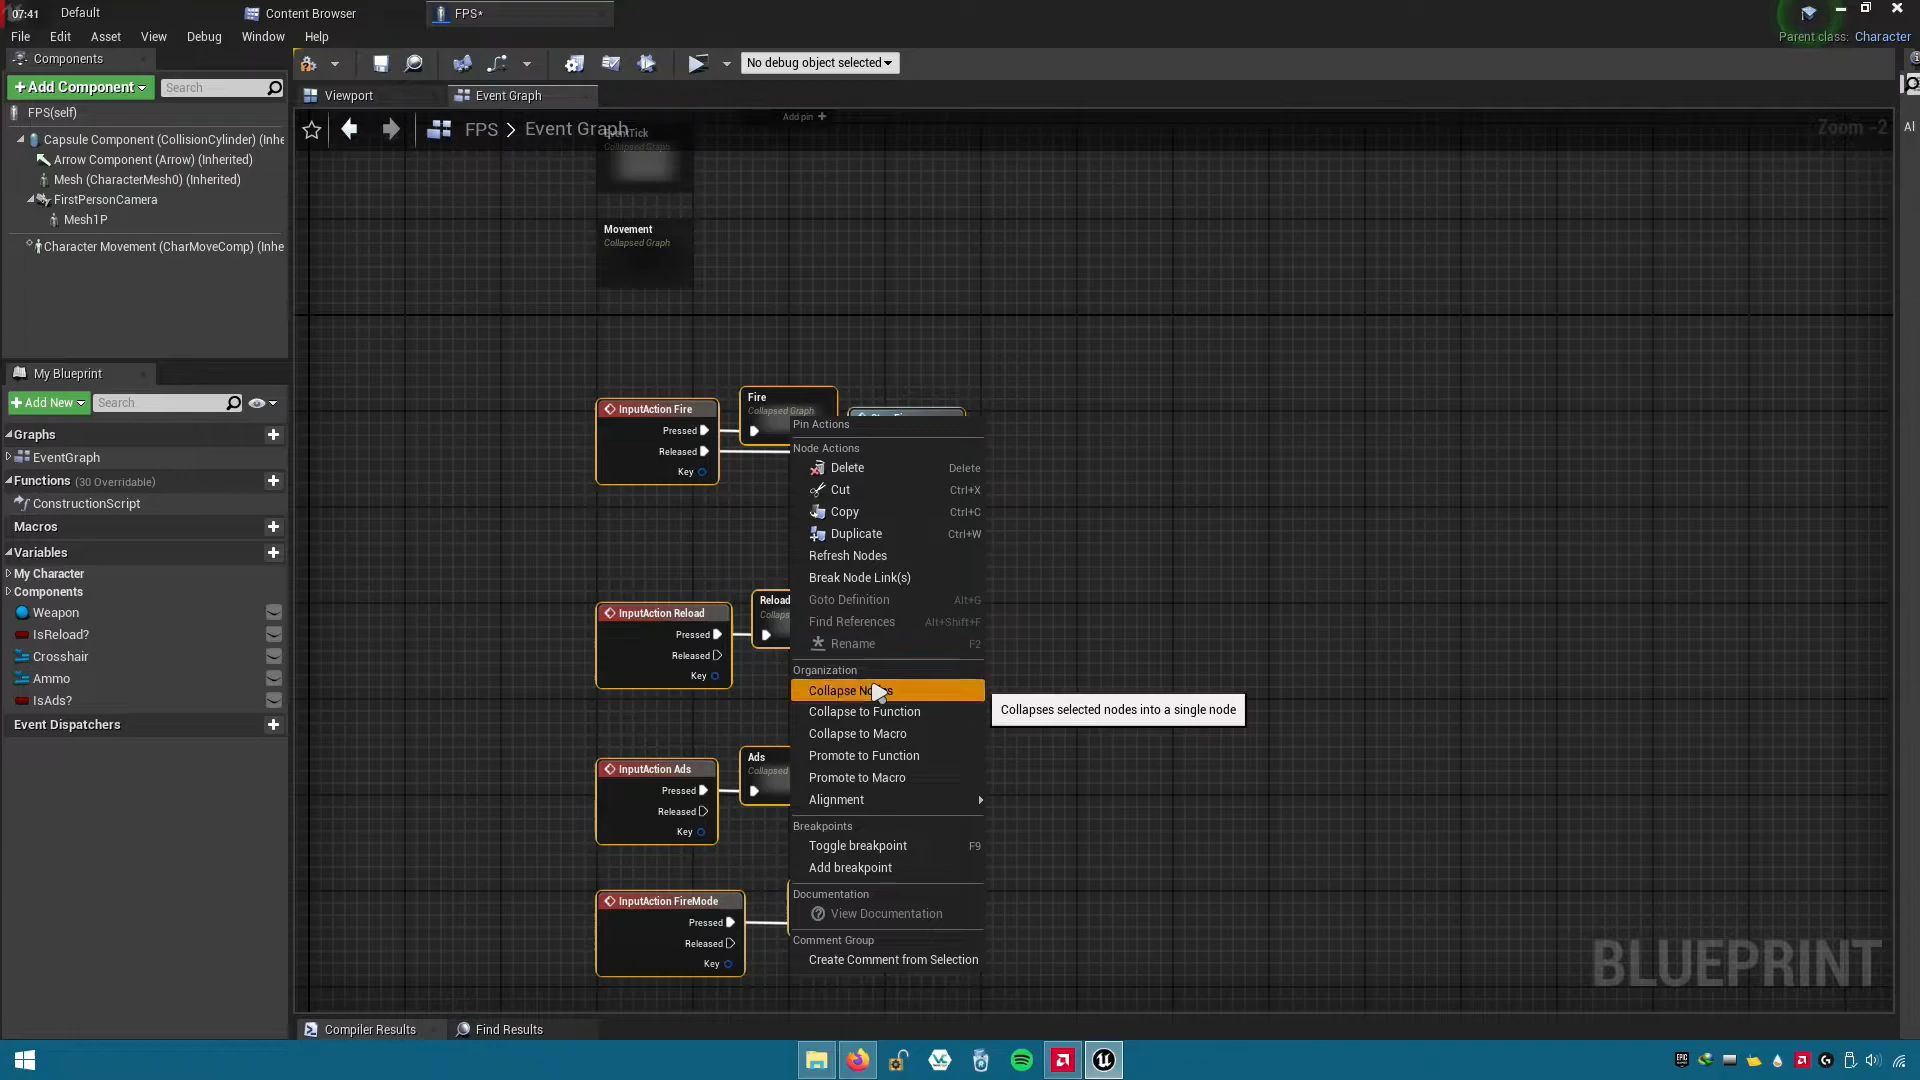 07:41
Default
Content Browser
FPS*
File
Edit
Asset
View
Debug
Window
Help
Parent class: Character
Components
+ Add Component
Search
No debug object selected
FPS(self)
Capsule Component (CollisionCylinder) (Inhe
Arrow Component (Arrow) (Inherited)
Mesh (CharacterMesh0) (Inherited)
FirstPersonCamera
Mesh1P
Character Movement (CharMoveComp) (Inhe
Viewport
Event Graph
FPS > Event Graph
Add pin +
Zoom -2
Collapsed Graph
Movement
Collapsed Graph
My Blueprint
+ Add New
Search
Graphs
EventGraph
Functions (30 Overridable)
ConstructionScript
Macros
Variables
My Character
Components
Weapon
IsReload?
Crosshair
Ammo
IsAds?
Event Dispatchers
InputAction Fire
Pressed
Released
Key
Fire
Collapsed Graph
InputAction Reload
Pressed
Released
Key
Reload
InputAction Ads
Pressed
Released
Key
Ads
Collapsed
InputAction FireMode
Pressed
Released
Key
Pin Actions
Node Actions
Delete Delete
Cut Ctrl+X
Copy Ctrl+C
Duplicate Ctrl+W
Refresh Nodes
Break Node Link(s)
Goto Definition Alt+G
Find References Alt+Shift+F
Rename F2
Organization
Collapse Nodes
Collapses selected nodes into a single node
Collapse to Function
Collapse to Macro
Promote to Function
Promote to Macro
Alignment
Breakpoints
Toggle breakpoint F9
Add breakpoint
Documentation
View Documentation
Comment Group
Create Comment from Selection
BLUEPRINT
Compiler Results
Find Results